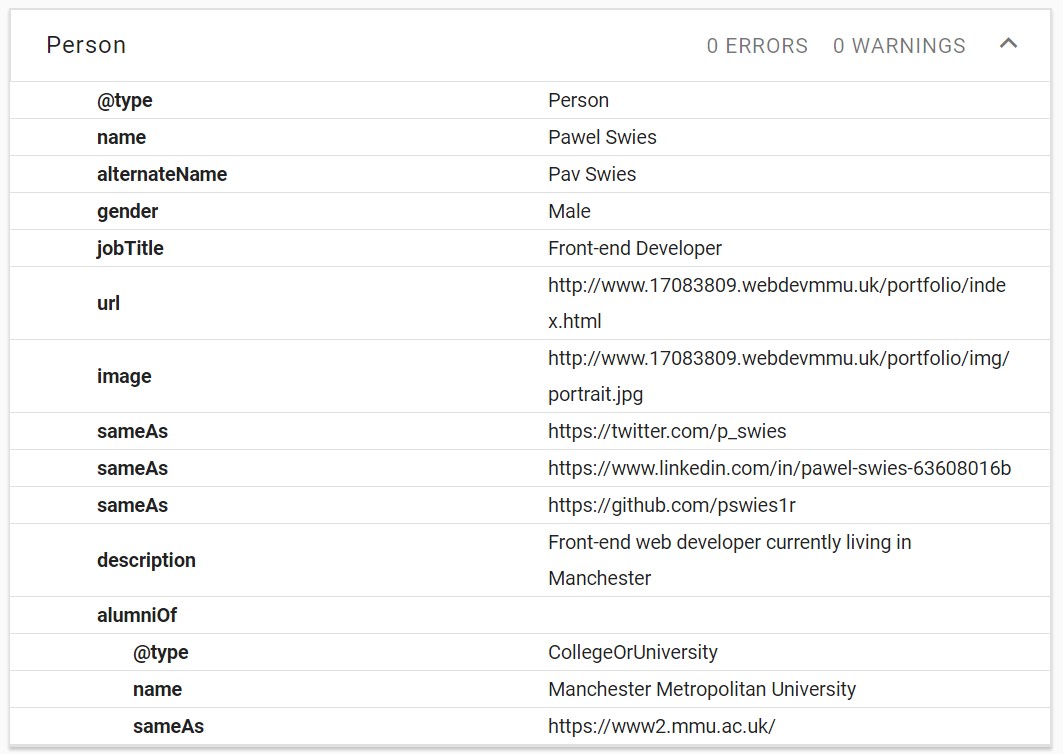 Person 0 ERRORS 0 WARNINGS
@type Person
name Pawel Swies
alternateName Pav Swies
gender Male
jobTitle Front-end Developer
url http://www.17083809.webdevmmu.uk/portfolio/inde
x.html
image http://www.17083809.webdevmmu.uk/portfolio/img/
portrait.jpg
sameAs https://twitter.com/p_swies
sameAs https://www.linkedin.com/in/pawel-swies-63608016b
sameAs https://github.com/pswies1r
description Front-end web developer currently living in
Manchester
alumniOf
@type CollegeOrUniversity
name Manchester Metropolitan University
sameAs https://www2.mmu.ac.uk/